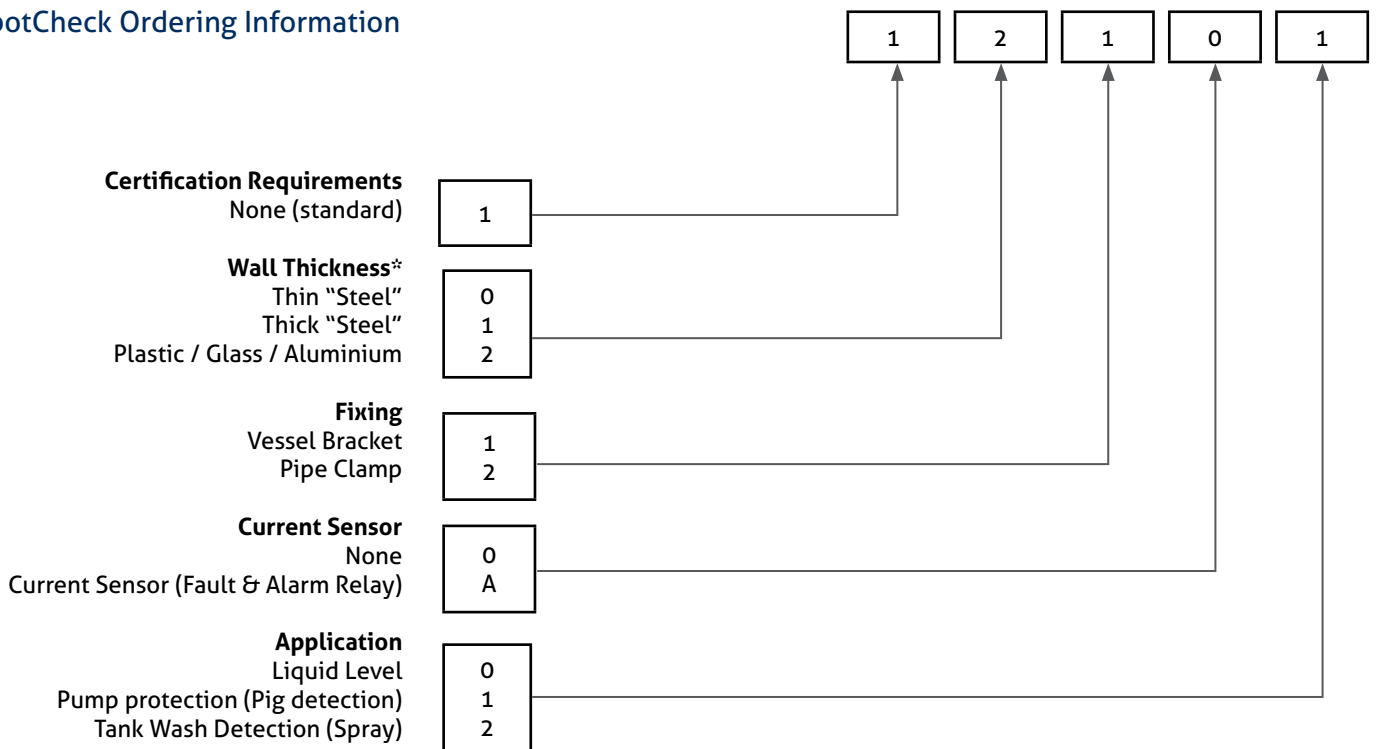 otCheck Ordering Information
1 2 1 0 1
Certification Requirements
None (standard) 1
Wall Thickness*
Thin “Steel” 0
Thick “Steel” 1
Plastic / Glass / Aluminium 2
Fixing
Vessel Bracket 1
Pipe Clamp 2
Current Sensor
None 0
Current Sensor (Fault & Alarm Relay) A
Application
Liquid Level 0
Pump protection (Pig detection) 1
Tank Wash Detection (Spray) 2